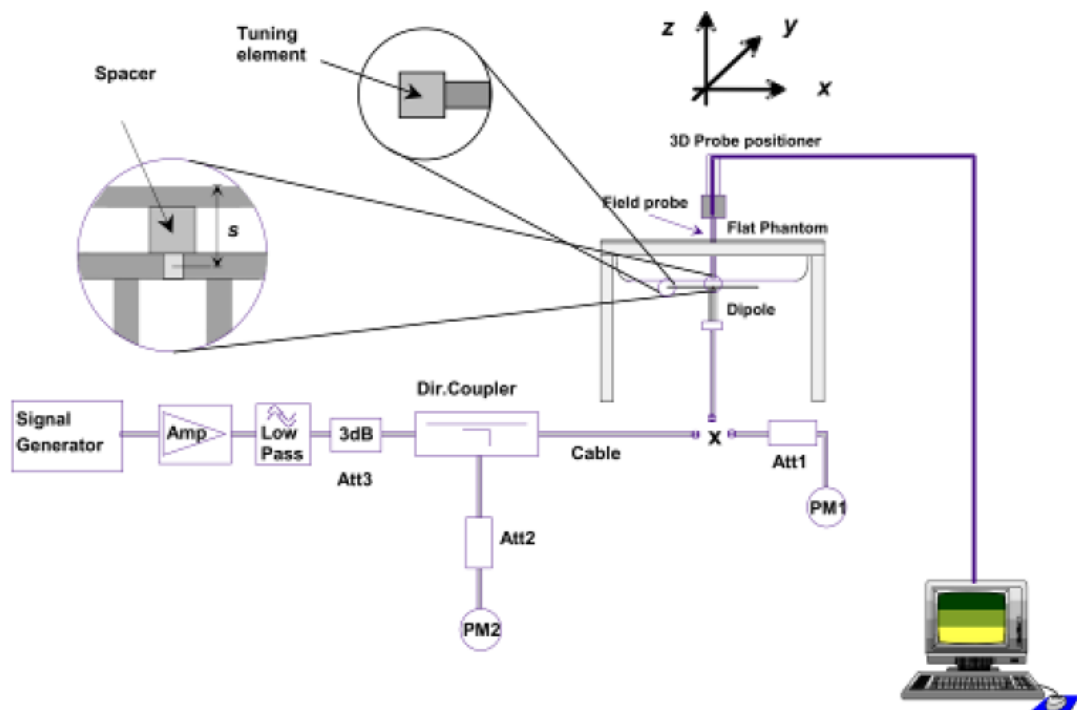 Tuning
element
Spacer
z
y
x
3D Probe positioner
Field probe
Flat Phantom
s
Dipole
Dir.Coupler
Signal
Generator
Amp
Low
Pass
3dB
Att3
Cable
X
Att1
PM1
Att2
PM2